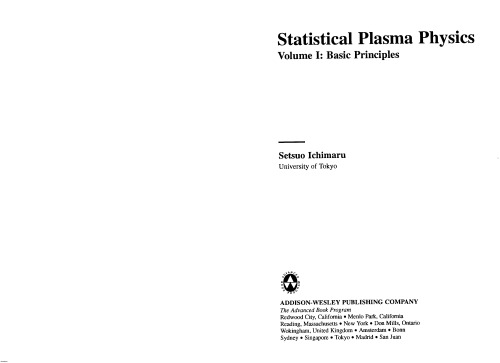 Statistical Plasma Physics
Volume I: Basic Principles
Setsuo Ichimaru
University of Tokyo
ADDISON-WESLEY PUBLISHING COMPANY
The Advanced Book Program
Redwood City, California • Menlo Park, California
Reading, Massachusetts • New York • Don Mills, Ontario
Wokingham, United Kingdom • Amsterdam • Bonn
Sydney • Singapore • Tokyo • Madrid • San Juan